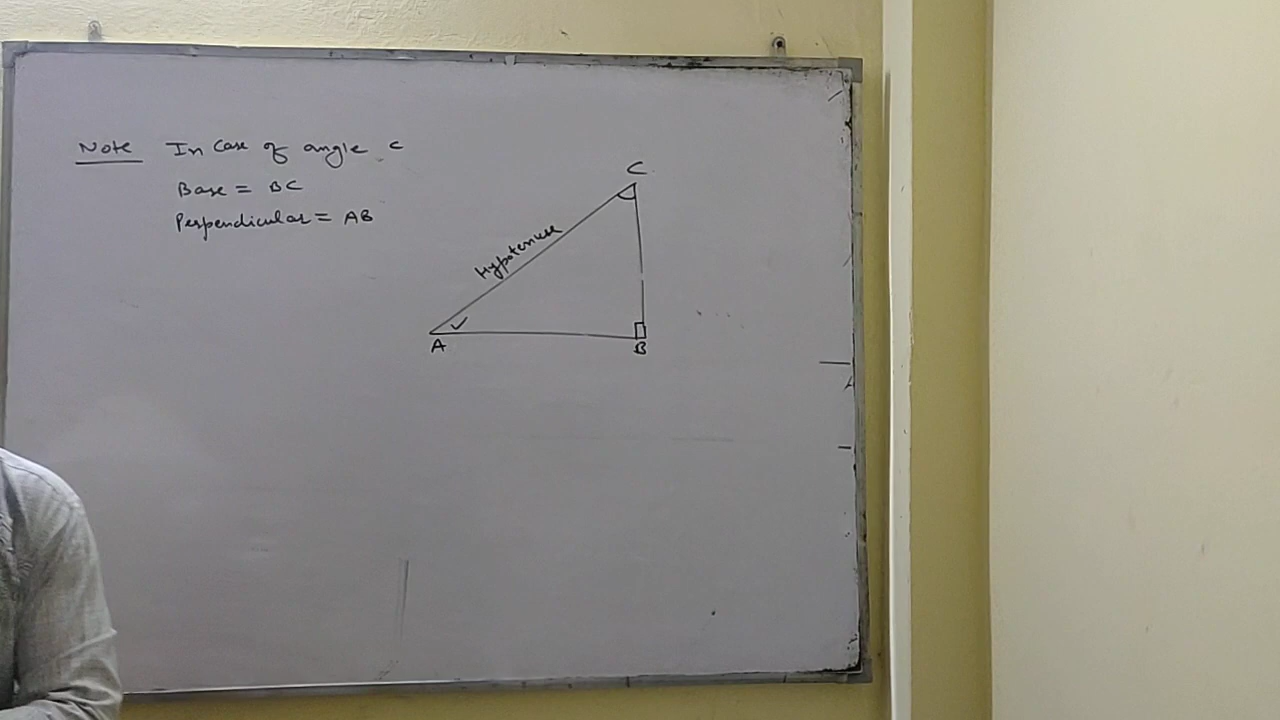 Note In Case of angle C
Base = BC
Perpendicular = AB
C
Hypotenuse
A
B